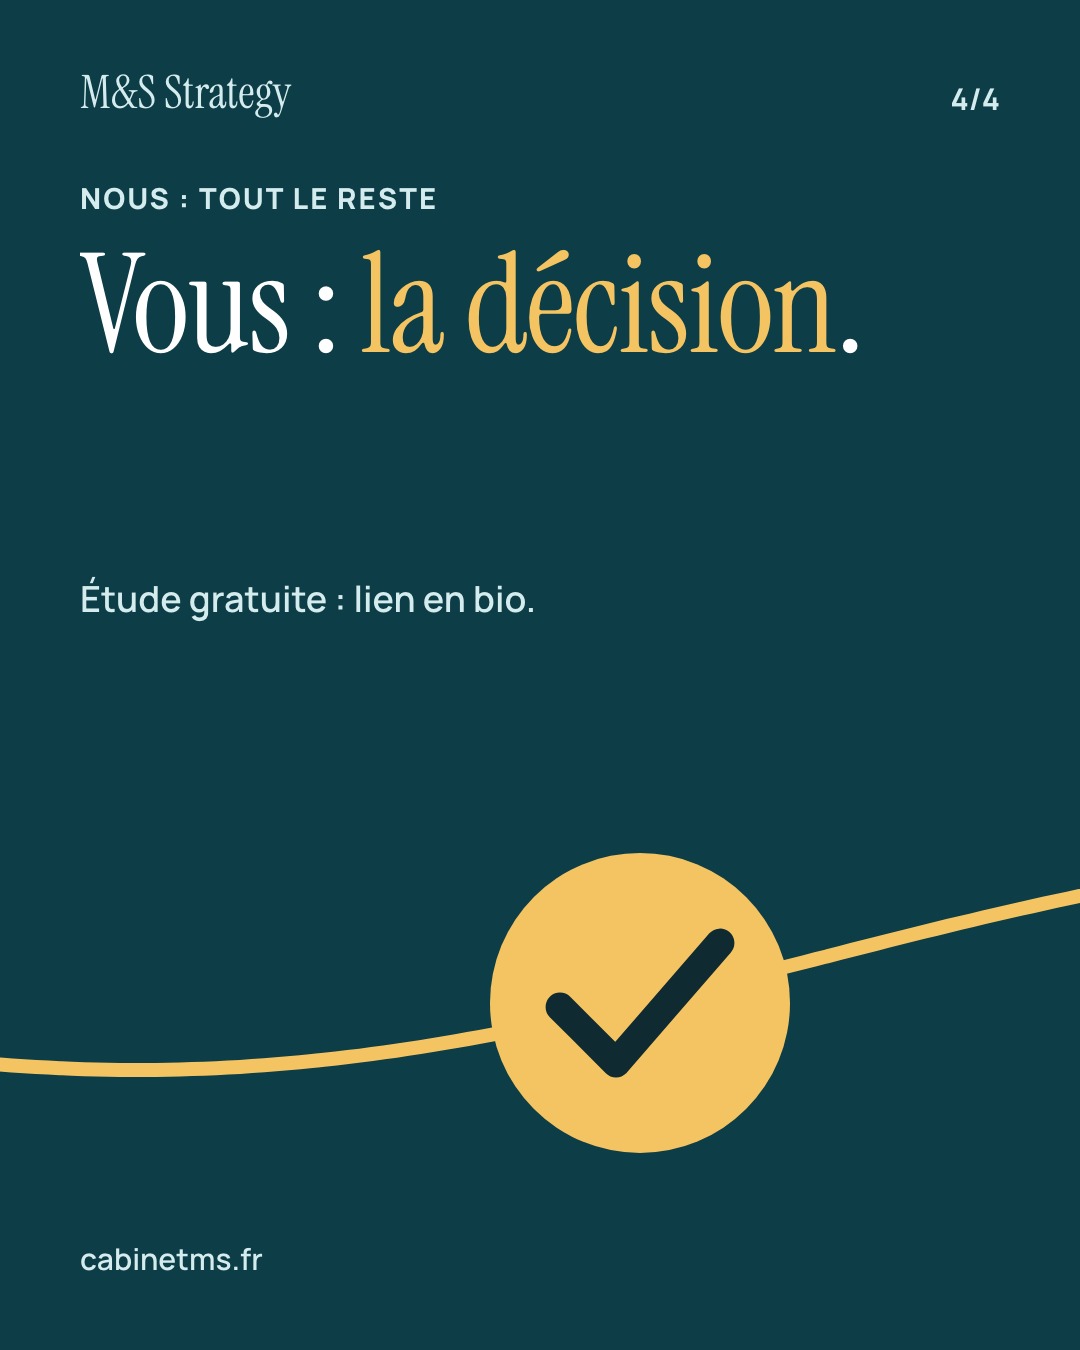 M&S Strategy
4/4
NOUS : TOUT LE RESTE
Vous : la décision.
Étude gratuite : lien en bio.
cabinetms.fr